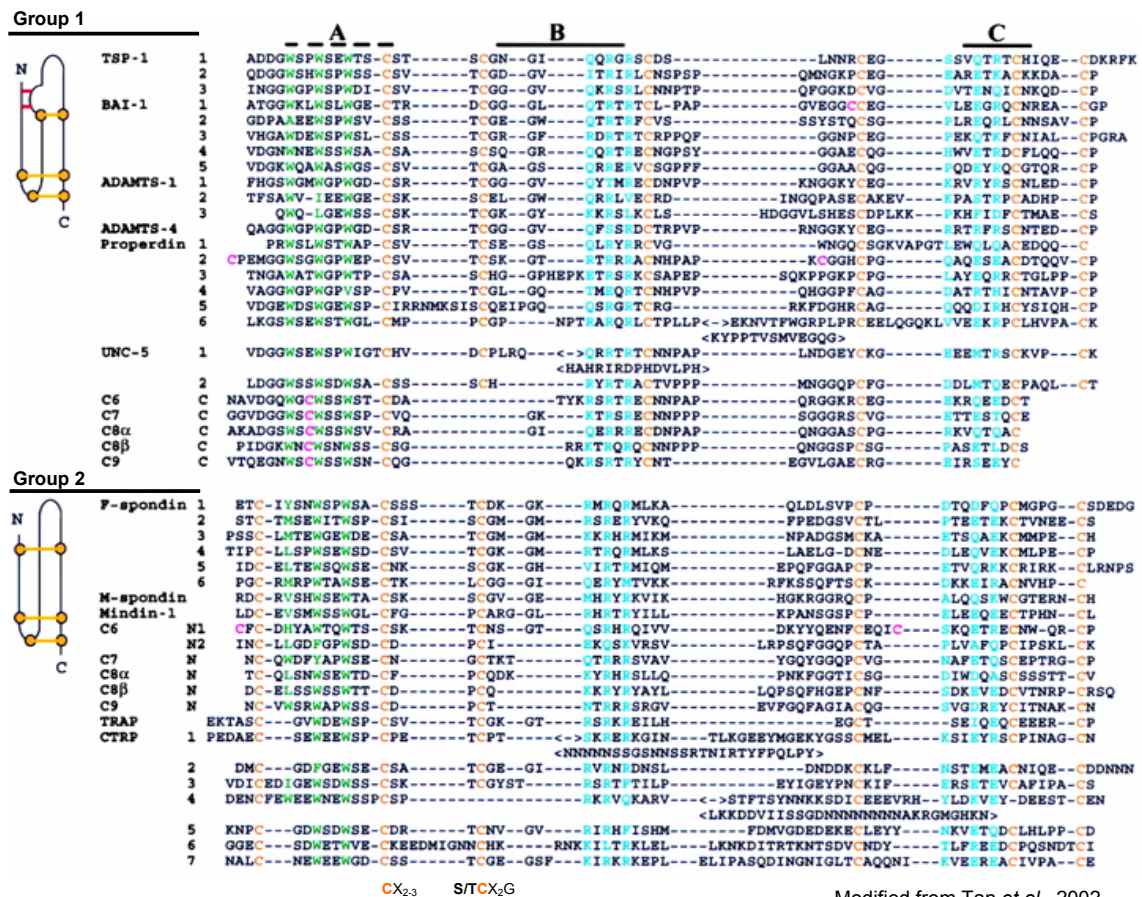 Group 1
A B C
N
C
TSP-1 1 ADDGWSPWSEWTS-CST------SCGN--GI-----QQRGRSCDS---------------LNNRCEG--------SSVQTRTCHIQE--CDKRFK
2 QDGGWSHWSPWSS-CSVT-----TCGD--GV-----ITRIRLCNSPSP-----------QMNGKPCEG--------EARETKACKKDA--CP
3 INGGWGPWSPWDI-CSV------TCGG--GV-----QKRSRLCNNPTP-----------QFGGKDCVG--------DVTENQICNKQD--CP
BAI-1 1 ATGGWKLWSLWGE-CTR------DCGG--GL-----QTRTRTCL-PAP-----------GVEGGCCEG--------VLEEGRQCNREA--CGP
2 GDPAAEEWSPWSV-CSS------TCGE--GW-----QTRTRFCVS--------------SSYSTQCSG--------PLREQRLCNNSAV-CP
3 VHGAWDEWSPWSL-CSS------TCGR--GF-----RDRTRTCRPPQF------------GGNPCEG--------PEKQTKFCNIAL--CPGRA
4 VDGNWNEWSSWSA-CSA------SCSQ--GR-----QQRTRECNGPSY------------GGAECQG--------HWVETRDCFLQQ--CP
5 VDGKWQAWASWGS-CSV------TCGA--GS-----QRRERVCSGPFF------------GGAACQG--------PQDEYRQCGTQR--CP
ADAMTS-1 1 FHGSWGMWGPWGD-CSR------TCGG--GV-----QYTMRECDNPVP-----------KNGGKYCEG--------KRVRYRSCNLED--CP
2 TFSAWV-IEEWGE-CSK------SCEL--GW-----QRRLVECRD--------------INGQPASECAKE-----VKPASTRPCADHP--CP
3 QWQ-LGEWSS-CSK------TCGK--GY-----KKRSLKCLS-------HDGGVLSHESCDPLKK-----PKHFIDFCTMAE--CS
ADAMTS-4 QAGGWGPWGPWGD-CSR------TCGG--GV-----QFSSRDCTRPVP-----------RNGGKYCEG--------RRTRFRSCNTED--CP
Properdin 1 PRWSLWSTWAP-CSV------TCSE--GS-----QLRYRRCVG---------------WNGQCSGKVAPGTLEWQLQACEDQQ---C
2 CPEMGGWSGWGPWEP-CSV------TCSK--GT-----RTRRRACNHPAP-----------KCGGHCPG--------QAQESEACDTQQV-CP
3 TNGAWATWGPWTP-CSA------SCHG--GPHEPKETRSRKCSAPEP-------SQKPPGKPCPG--------LAYEQRRCTGLPP-CP
4 VAGGWGPWGPVSP-CPV------TCGL--GQ-----TMEQRTCNHPVP-----------QHGGPFCAG--------DATRTHICNTAVP-CP
5 VDGEWDSWGEWSP-CIRRNMKSISCQEIPGQ-----QSRGRTCRG--------------RKFDGHRCAG--------QQQDIRHCYSIQH-CP
6 LKGSWSEWSTWGL-CMP------PCGP-----NPTRARQRLCTPLLP<->EKNVTFWGRPLPRCEELQGQKLVVEEKRPCLHVPA-CK
<KYPPTVSMVEGQG>
UNC-5 1 VDGGWSEWSPWIGTCHV------DCPLRQ---<->QRRTRTCNNPAP-----------LNDGEYCKG--------EEEMTRSCKVP---CK
<HAHRIRDPHDVLPH>
2 LDGGWSSWSDWSA-CSS------SCH---------RYRTRACTVPPP-----------MNGGQPCFG--------DDLMTQECPAQL--CT
C6 C NAVDGQWGCWSSWST-CDA------------TYKRSRTRECNNPAP-----------QRGGKRCEG--------EKRQEEDCT
C7 C GGVDGGWSCWSSWSP-CVQ----------GK---KTRSRECNNPPP-----------SGGGRSCVG--------ETTESTQCE
C8α C AKADGSWSCWSSWSV-CRA----------GI---QERRRECDNPAP-----------QNGGASCPG--------RKVQTQAC
C8β C PIDGKWNCWSNWSS-CSG------------RRETRQRQCNNPPP-----------QNGGSPCSG--------PASETLDCS
C9 C VTQEGNWSCWSSWSN-CQG------------QKRSRTRYCNT-------------EGVLGAECRG--------EIRSEEYC
Group 2
N
C
F-spondin 1 ETC-IYSNWSPWSA-CSSS-----TCDK--GK-----RMRQRMLKA------------QLDLSVPCP---------DTQDFQPCMGPG--CSDEDG
2 STC-TMSEWITWSP-CSI------SCGM--GM-----RSRERYVKQ------------FPEDGSVCTL--------PTEETEKCTVNEE-CS
3 PSSC-LMTEWGEWDE-CSA------TCGM--GM-----KKRHRMIKM------------NPADGSMCKA--------ETSQAEKCMMPE--CH
4 TIPC-LLSPWSEWSD-CSV------TCGK--GM-----RTRQRMLKS------------LAELG-DCNE--------DLEQVEKCMLPE--CP
5 IDC-ELTEWSQWSE-CNK------SCGK--GH-----VIRTRMIQM------------EPQFGGAPCP--------ETVQRKKCRIRK--CLRNPS
6 PGC-RMRPWTAWSE-CTK------LCGG--GI-----QERYMTVKK------------RFKSSQFTSCK-------DKKEIRACNVHP--C
M-spondin RDC-RVSHWSEWTA-CSK------SCGM--GW-----MHRYRKVIK------------HGKRGGRQCP--------ALQQSRWCGTERN-CH
Mindin-1 LDC-EVSMWSSWGL-CFG------PCARG-GL-----RHRTRYILL------------KPANSGSPCP--------ELEEQEECTPHN--CL
C6 N1 CFC-DHYAWTQWTS-CSK------TCNS--GT-----QSRHRQIVV------------DKYYQENFCEQIC-----SKQETRECNW-QR-CP
N2 INC-LLGDFGPWSD-CD-------PCI---------EKQSKVRSV------------LRPSQFGGQPCTA------PLVAFQPCIPSLK-CK
C7 N NC-QWDFYAPWSE-CN-------GCTKT-------QTRRRSVAV------------YGQYGGQPCVG--------NAFETQSCEPTRG-CP
C8α N TC-QLSNWSEWTD-CF-------PCQDK-------KYRHRSLLQ------------PNKFGGTICSG--------DIWDQASCSSSTT-CV
C8β N DC-ELSSWSSWTT-CD-------PCQ---------KKRYRYAYL------------LQPSQFHGEPCNF------SDKEVEDCVTNRP-CRSQ
C9 N NC-VWSRWAPWSS-CD-------PCT---------NTRRRSRGV------------EVFGQFAGIACQG------SVGDREYCITNAK-CN
TRAP EKTASC----GVWDEWSP-CSV------TCGK--GT-----RSRKREILH------------EGCT---------SEIQEQCEEER--CP
CTRP 1 PEDAEC----SEWEEWSP-CPE------TCPT---<->SKRERKGIN-----TLKGEEYMGEKYGSSCMEL-----KSIEYRSCPINAG-CN
<NNNNNSSGSNNSSRTNIRTYFPQLPY>
2 DMC---GDFGEWSE-CSA------TCGE--GI-----RVRNRDNSL------------DNDDKCKLF-------NSTEMEACNIQE--CDDNNN
3 VDICEDIGEWSDWSS-CSK------TCGYST-------RSRTFTILP------------EYIGEYPNCKIF-----ERSETEVCAFIPA-CS
4 DENCFEWEEWNEWSSPCSP-----------------RKRVQKARV---<->STFTSYNNKKSDICEEEVRH--YLDKVEY-DEEST-CEN
<LKKDDVIISSGDNNNNNNNNAKRGMGHKN>
5 KNPC---GDWSDWSE-CDR------TCNV--GV-----RIRHFISHM-------FDMVGDEDEKECLEYY----NKVETQDCLHLPP-CD
6 GGEC---SDWETWVE-CKEEDMIGNNCHK----RNKKILTRKLEL-----LKNKDITRTKNTSDVCNDY-----TLFREEDCPQSNDTCI
7 NALC---NEWEEWGD-CSS------TCGE--GSF----KIRKRKEPL----ELIPASQDINGNIGLTCAQQNI---KVEEREACIVPA--CE
CX2-3 S/TCX2G